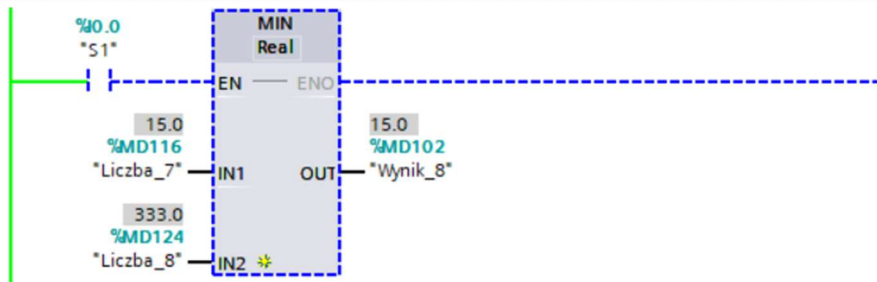 %I0.0
"S1"
MIN
Real
EN
ENO
15.0
%MD116
"Liczba_7"
IN1
15.0
%MD102
OUT
"Wynik_8"
333.0
%MD124
"Liczba_8"
IN2